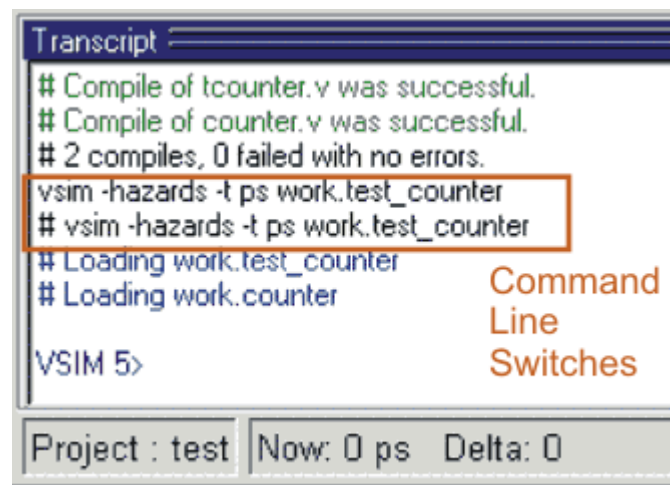 Transcript
# Compile of tcounter.v was successful.
# Compile of counter.v was successful.
# 2 compiles, 0 failed with no errors.
vsim -hazards -t ps work.test_counter
# vsim -hazards -t ps work.test_counter
# Loading work.test_counter
# Loading work.counter
Command
Line
Switches
VSIM 5>
Project : test Now: 0 ps Delta: 0